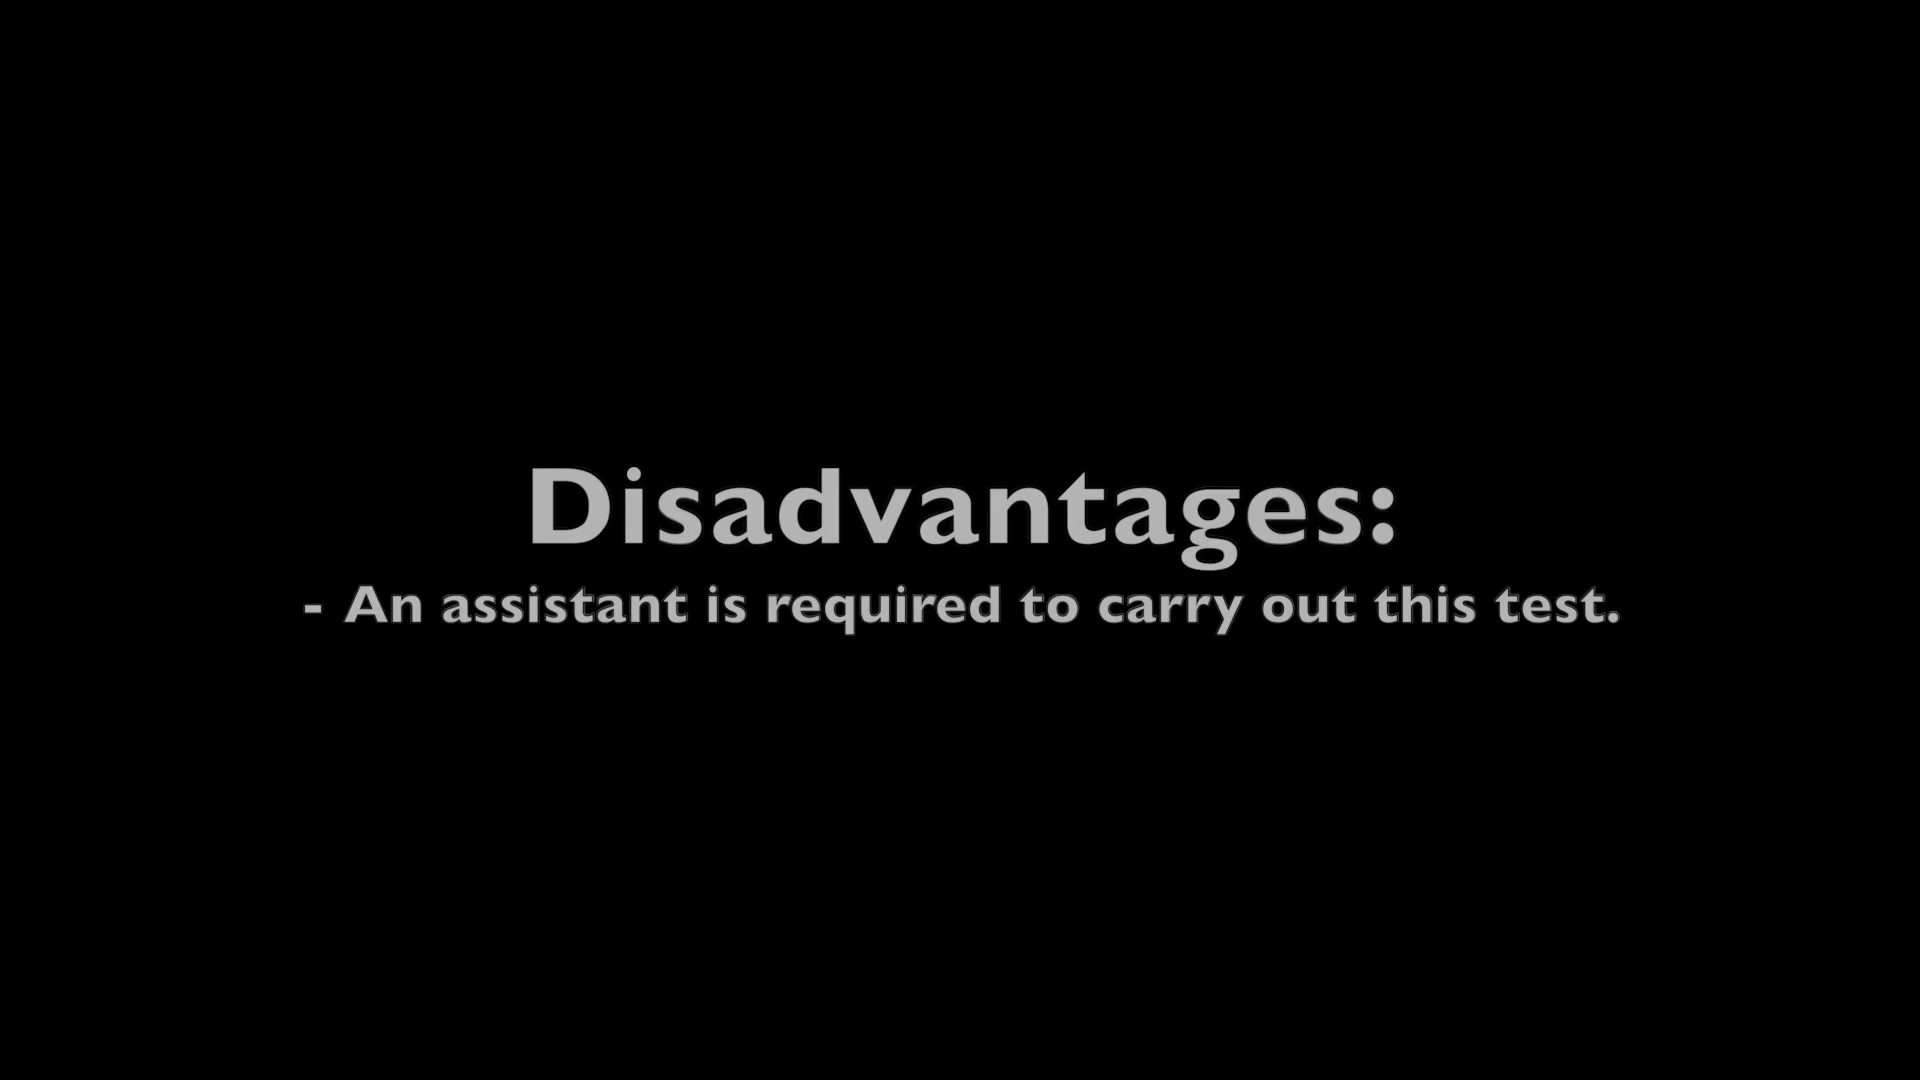 Disadvantages:
- An assistant is required to carry out this test.